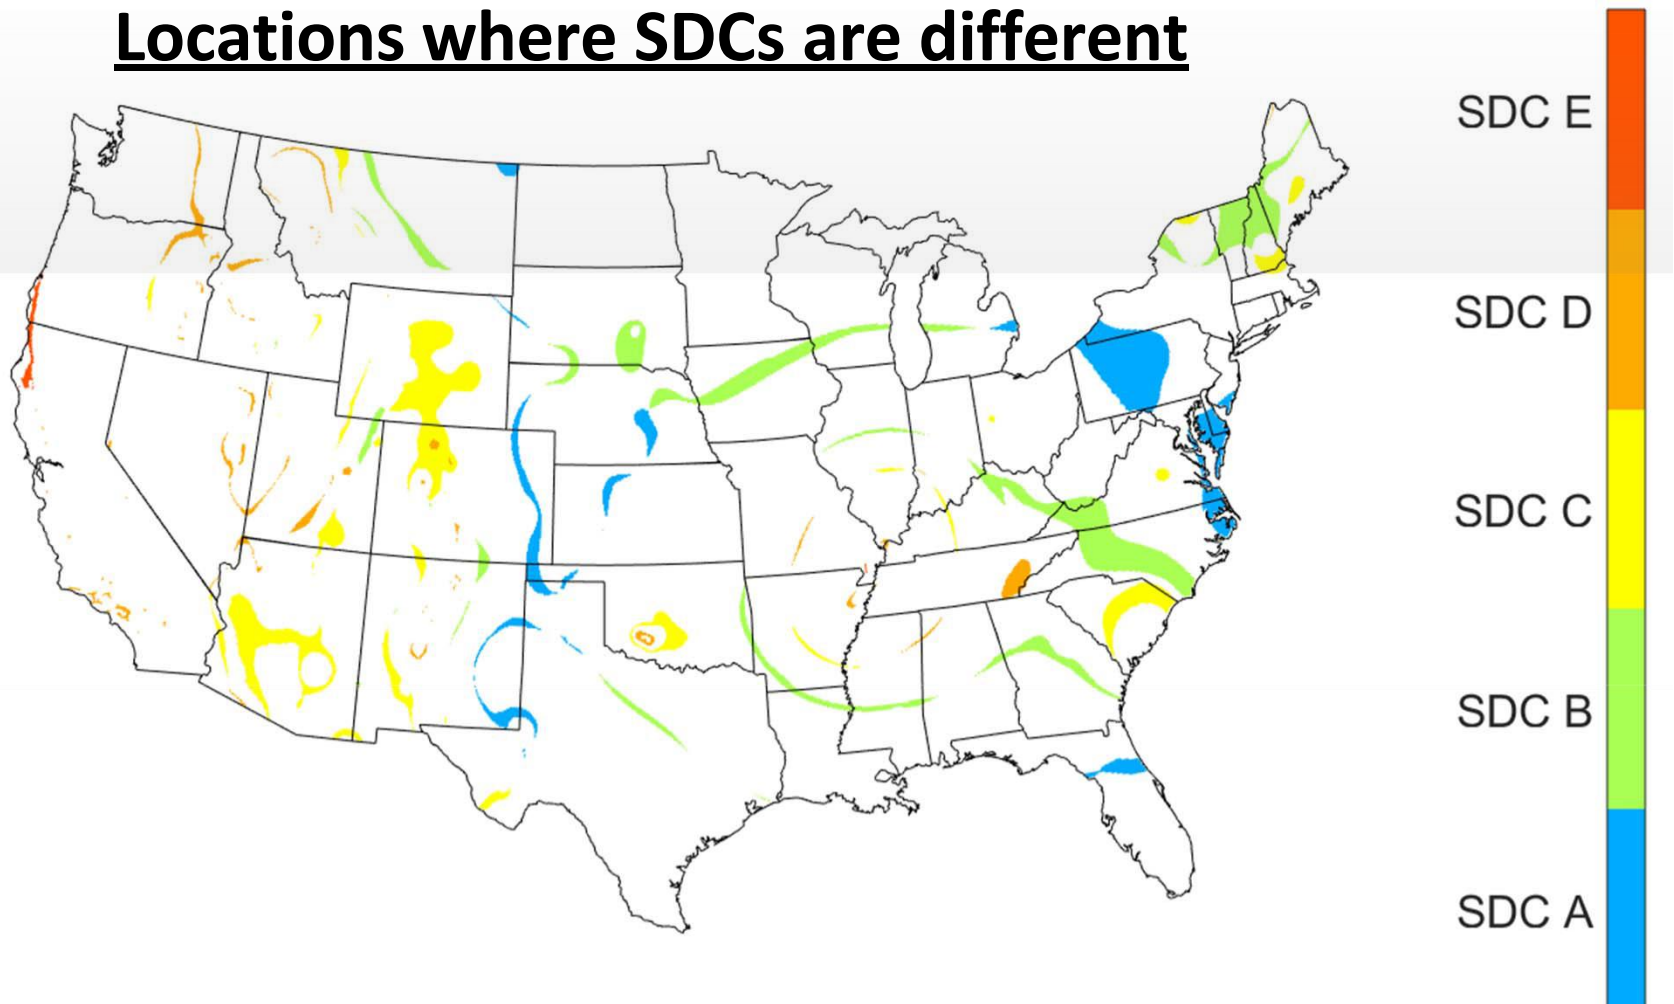 Locations where SDCs are different
SDC E
SDC D
SDC C
SDC B
SDC A